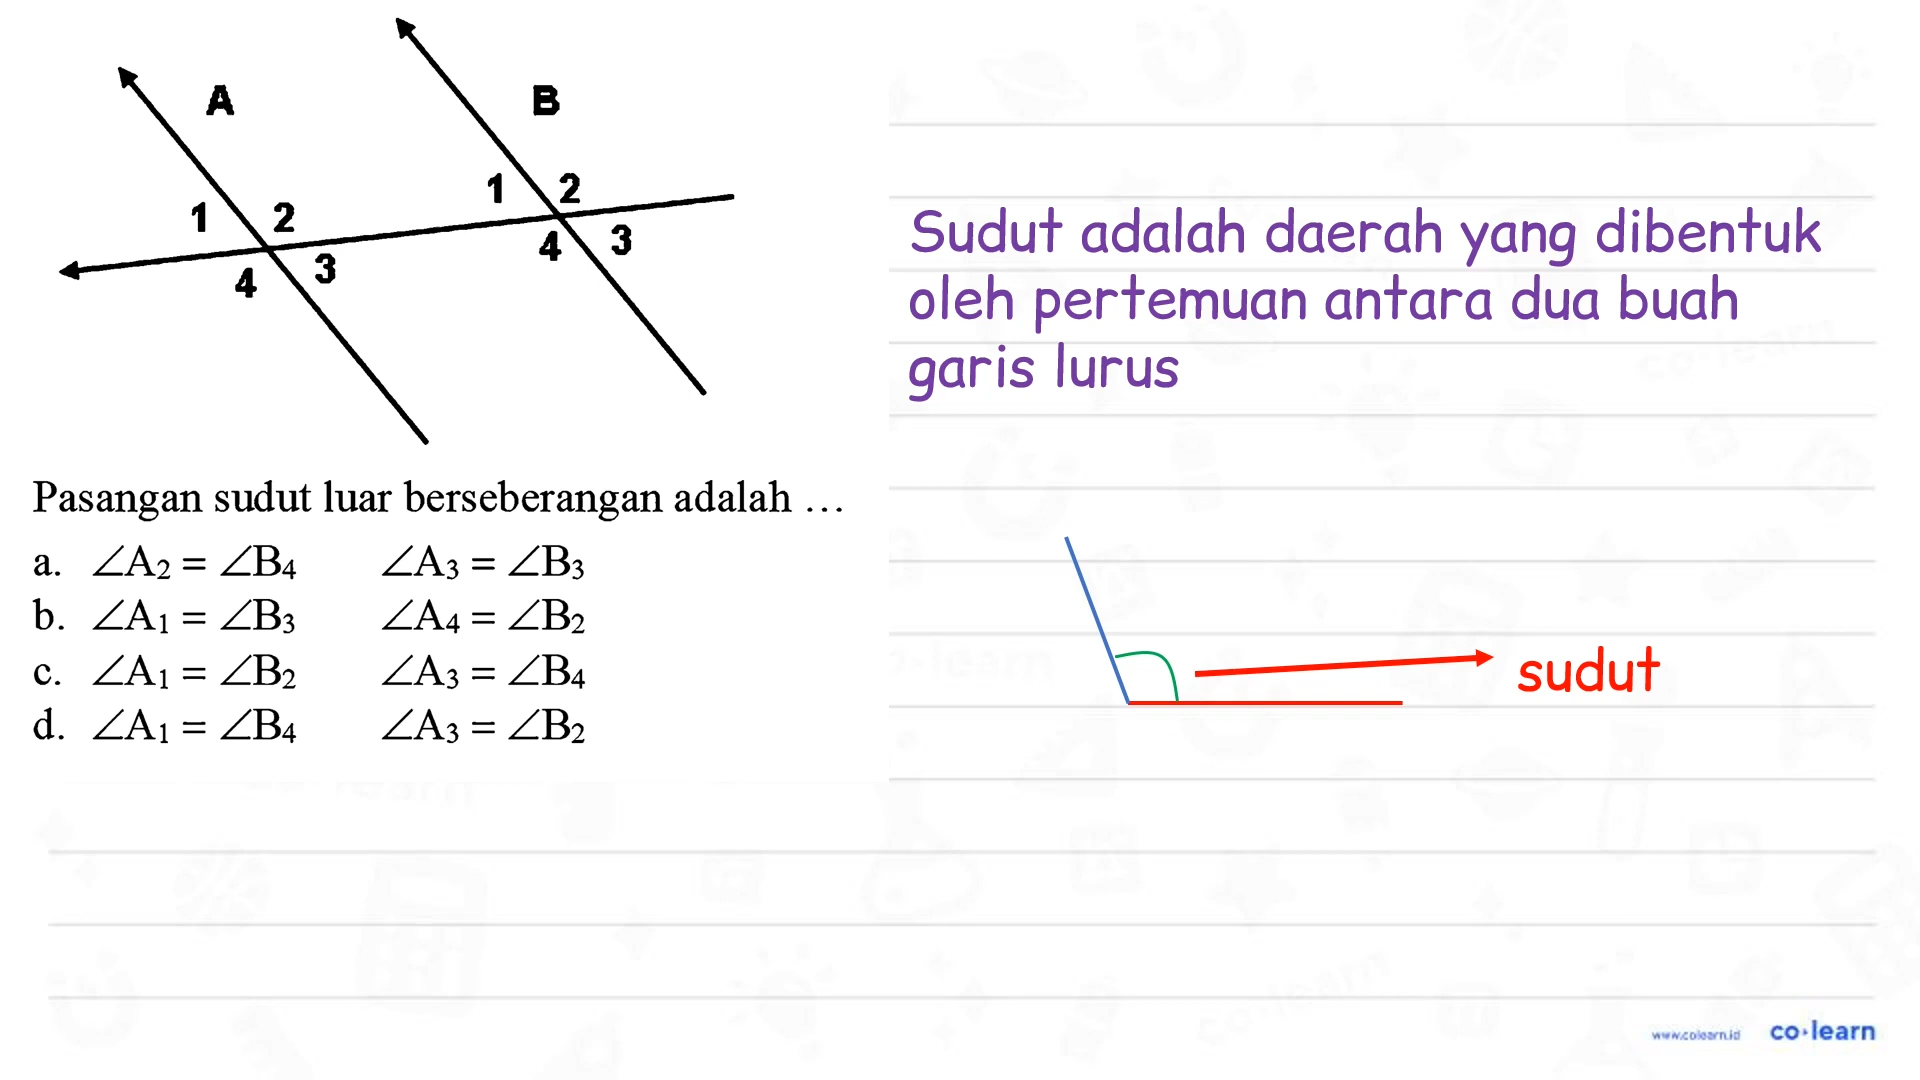 A
B
1 2
1 2
4 3
4 3
Sudut adalah daerah yang dibentuk
oleh pertemuan antara dua buah
garis lurus
Pasangan sudut luar berseberangan adalah ...
a. ∠A₂ = ∠B₄ ∠A₃ = ∠B₃
b. ∠A₁ = ∠B₃ ∠A₄ = ∠B₂
c. ∠A₁ = ∠B₂ ∠A₃ = ∠B₄
d. ∠A₁ = ∠B₄ ∠A₃ = ∠B₂
sudut
www.colearn.id co·learn